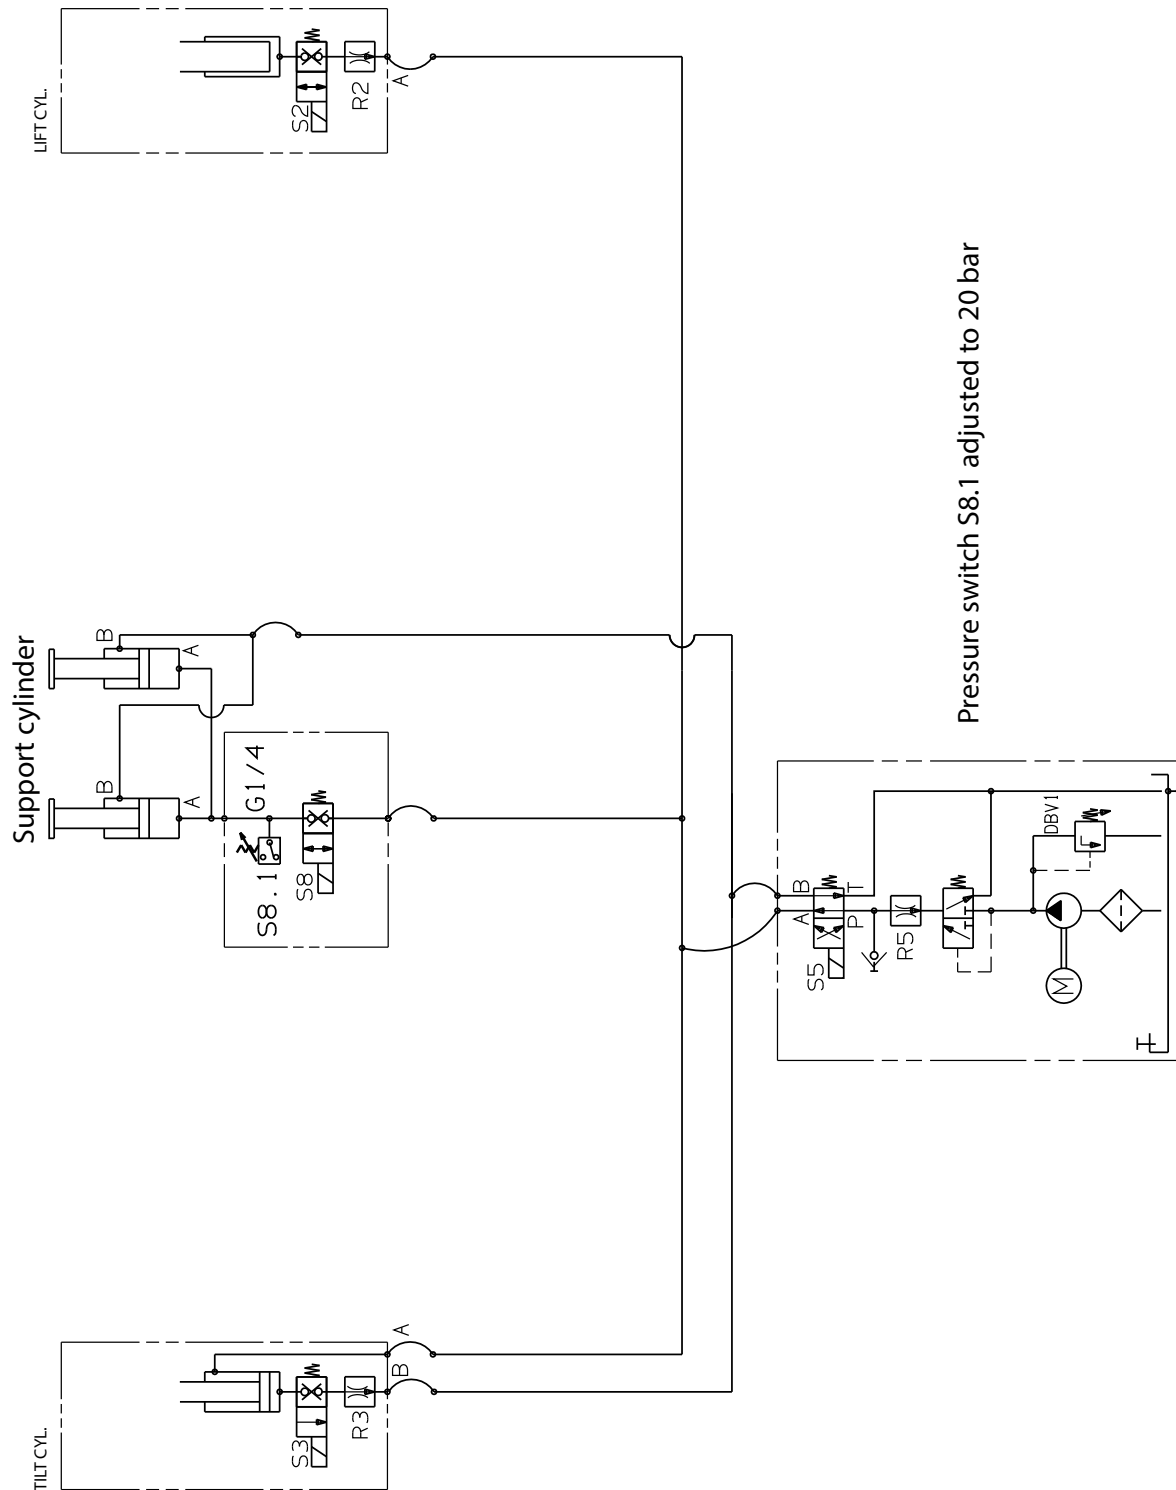 LIFT CYL.
S2
R2
A
Support cylinder
B
A
B
A
G1/4
S8.1
S8
Pressure switch S8.1 adjusted to 20 bar
DBV1
B
A
T
P
S5
R5
M
TILT CYL.
A
B
S3
R3